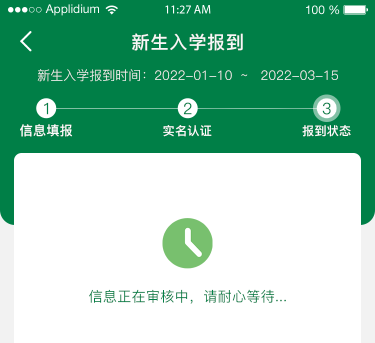 Applidium 11:27 AM 100 %
新生入学报到
新生入学报到时间：2022-01-10 ~ 2022-03-15
1 2 3
信息填报 实名认证 报到状态
信息正在审核中，请耐心等待...